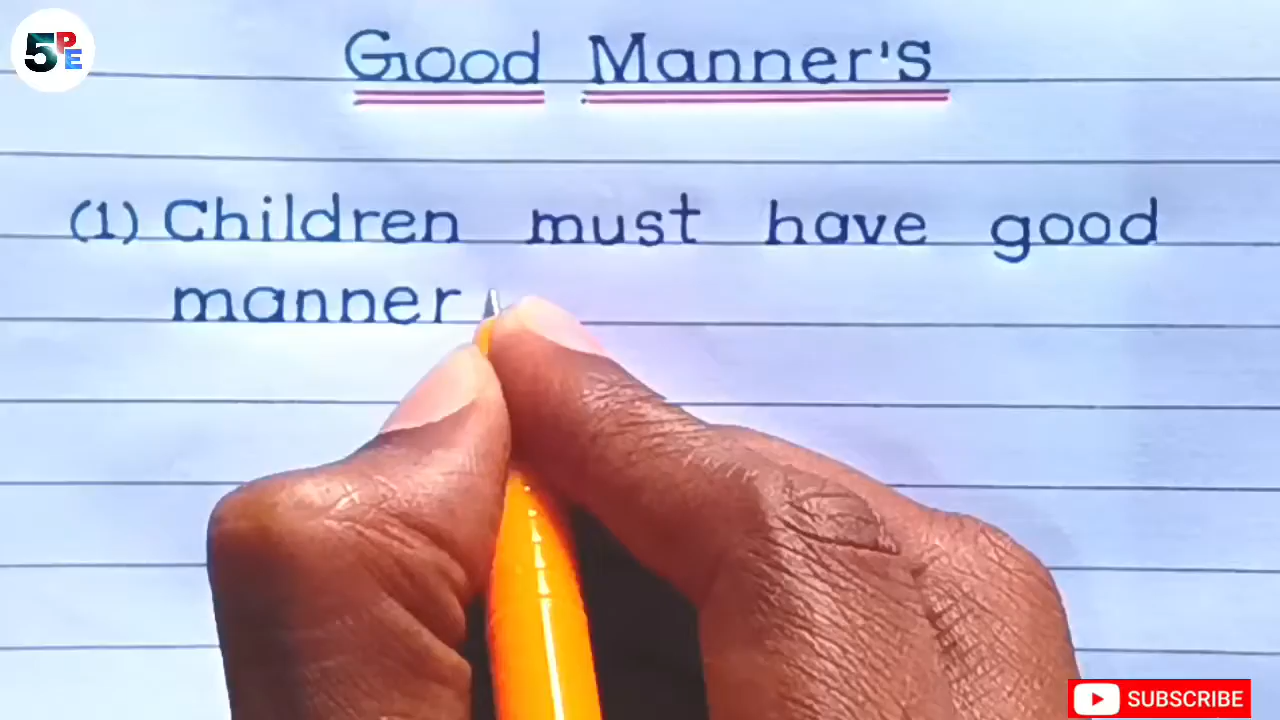 5PE
Good Manner's
(1) Children must have good
manner
SUBSCRIBE